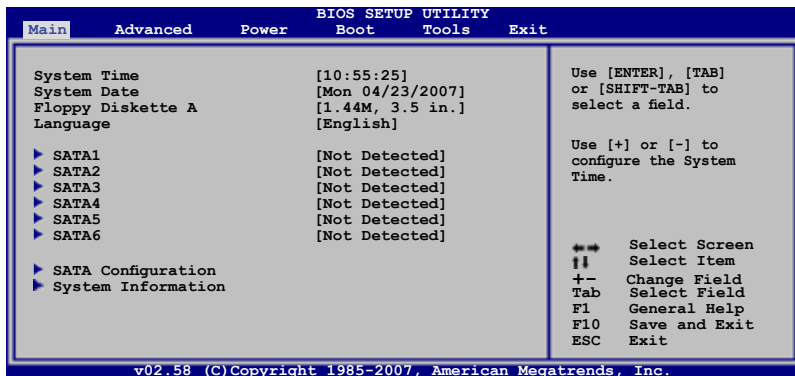 BIOS SETUP UTILITY
Main Advanced Power Boot Tools Exit
System Time [10:55:25]
System Date [Mon 04/23/2007]
Floppy Diskette A [1.44M, 3.5 in.]
Language [English]
SATA1 [Not Detected]
SATA2 [Not Detected]
SATA3 [Not Detected]
SATA4 [Not Detected]
SATA5 [Not Detected]
SATA6 [Not Detected]
SATA Configuration
System Information
Use [ENTER], [TAB]
or [SHIFT-TAB] to
select a field.
Use [+] or [-] to
configure the System
Time.
Select Screen
Select Item
+- Change Field
Tab Select Field
F1 General Help
F10 Save and Exit
ESC Exit
v02.58 (C)Copyright 1985-2007, American Megatrends, Inc.